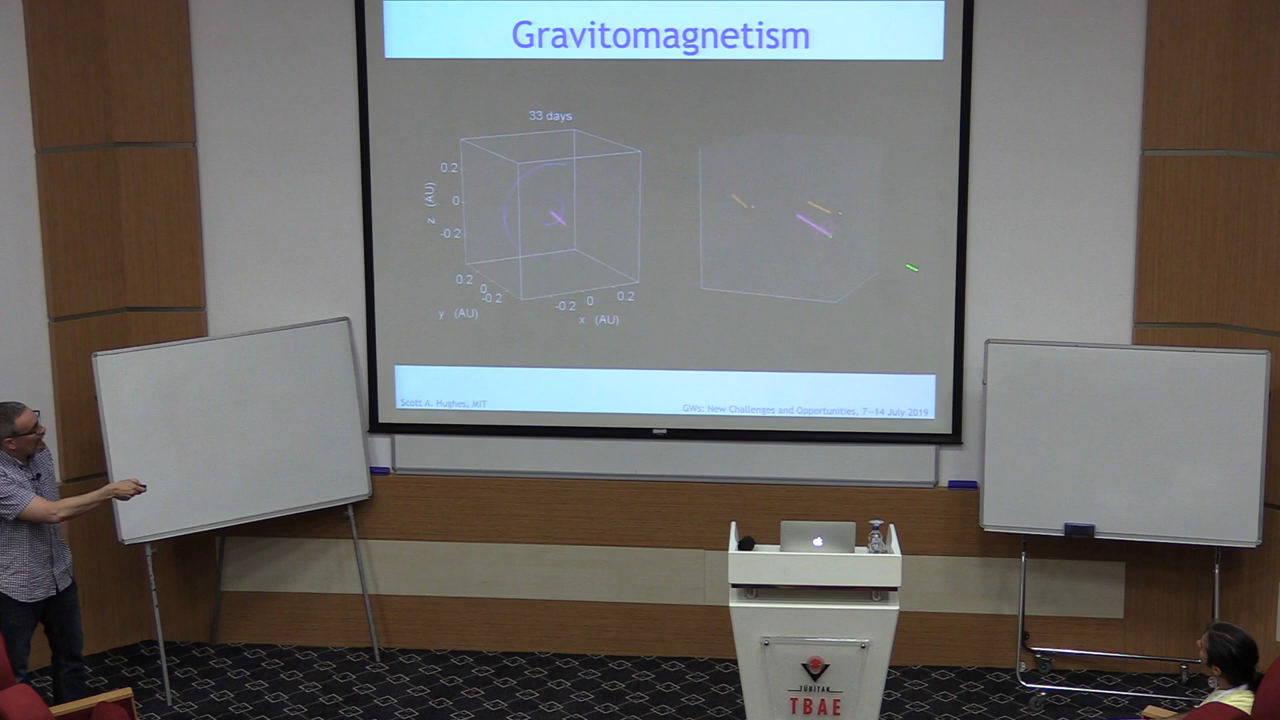 Gravitomagnetism
33 days
0.2
0
-0.2
z (AU)
0.2
0
-0.2
y (AU)
-0.2
0
0.2
x (AU)
Scott A. Hughes, MIT
GWs: New Challenges and Opportunities, 7–14 July 2019
TÜBİTAK
TBAE